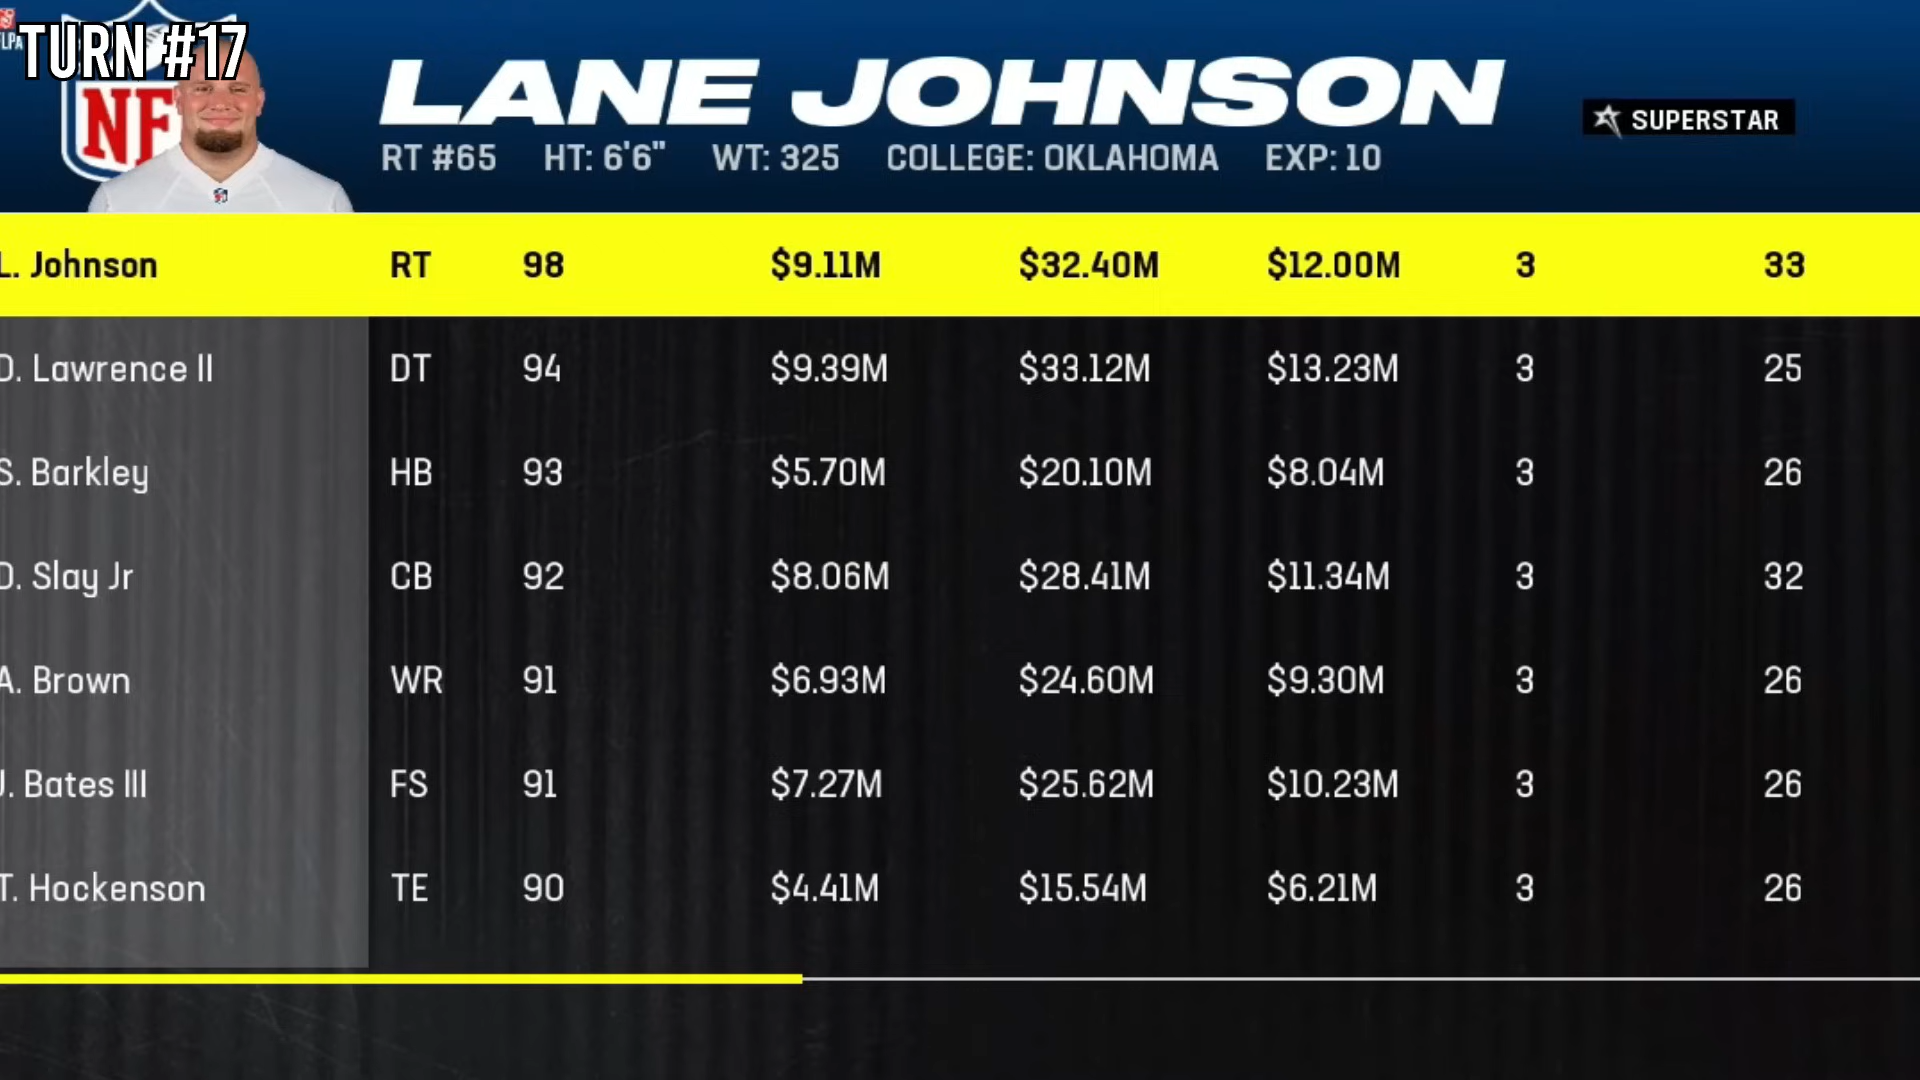 TURN #17
LANE JOHNSON
RT #65 HT: 6'6" WT: 325 COLLEGE: OKLAHOMA EXP: 10
SUPERSTAR
L. Johnson RT 98 $9.11M $32.40M $12.00M 3 33
D. Lawrence II DT 94 $9.39M $33.12M $13.23M 3 25
S. Barkley HB 93 $5.70M $20.10M $8.04M 3 26
D. Slay Jr CB 92 $8.06M $28.41M $11.34M 3 32
A. Brown WR 91 $6.93M $24.60M $9.30M 3 26
J. Bates III FS 91 $7.27M $25.62M $10.23M 3 26
T. Hockenson TE 90 $4.41M $15.54M $6.21M 3 26